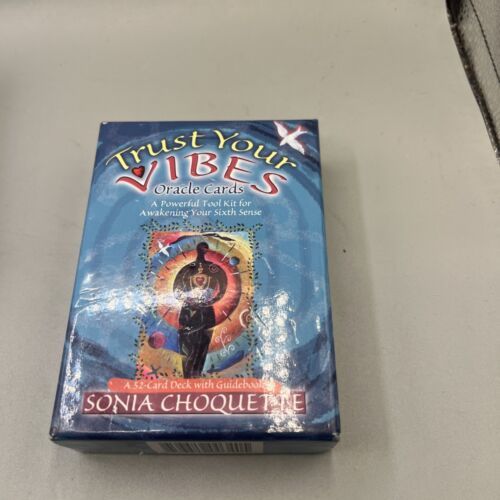 Trust Your
VIBES
Oracle Cards
A Powerful Tool Kit for
Awakening Your Sixth Sense
A 52-Card Deck with Guidebook
SONIA CHOQUETTE